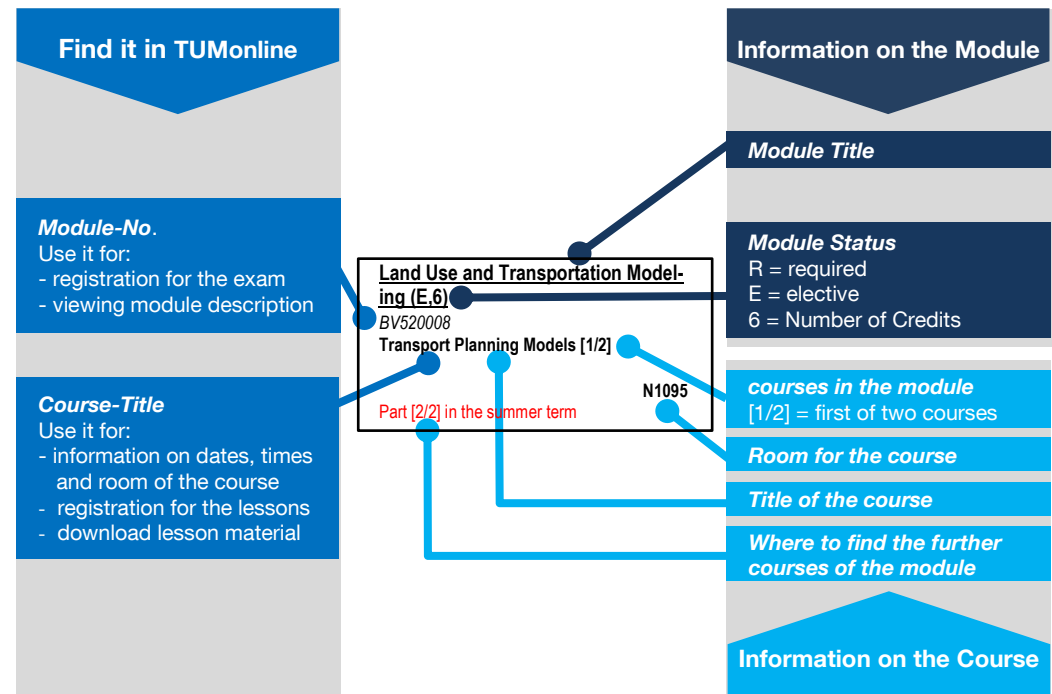 Find it in TUMonline
Module-No.
Use it for:
- registration for the exam
- viewing module description
Course-Title
Use it for:
- information on dates, times
and room of the course
- registration for the lessons
- download lesson material
Land Use and Transportation Model-
ing (E,6)
BV520008
Transport Planning Models [1/2]
N1095
Part [2/2] in the summer term
Information on the Module
Module Title
Module Status
R = required
E = elective
6 = Number of Credits
courses in the module
[1/2] = first of two courses
Room for the course
Title of the course
Where to find the further
courses of the module
Information on the Course